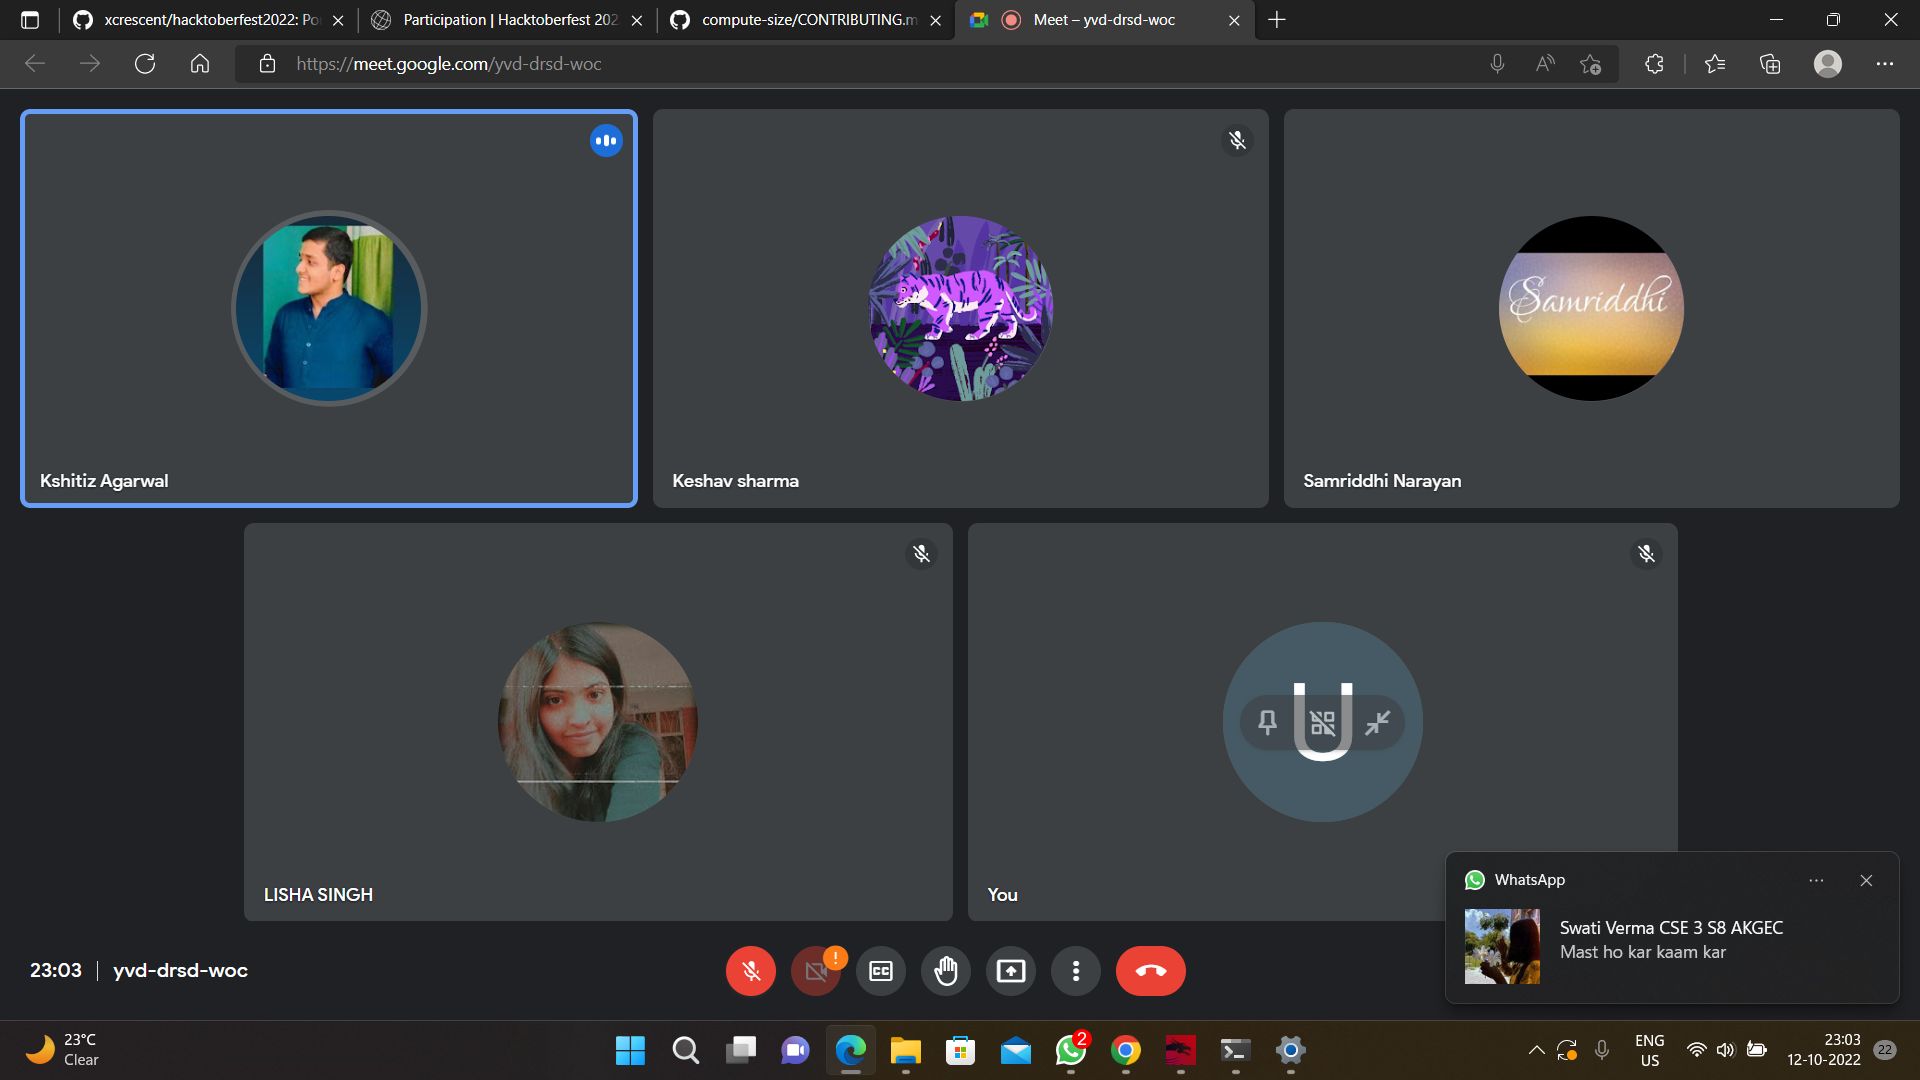 xcrescent/hacktoberfest2022: Po
Participation | Hacktoberfest 202
compute-size/CONTRIBUTING.m
Meet – yvd-drsd-woc
https://meet.google.com/yvd-drsd-woc
Samriddhi
Kshitiz Agarwal
Keshav sharma
Samriddhi Narayan
U
LISHA SINGH
You
WhatsApp
Swati Verma CSE 3 S8 AKGEC
Mast ho kar kaam kar
23:03 | yvd-drsd-woc
CC
!
23°C
Clear
2
ENG
US
23:03
12-10-2022
22